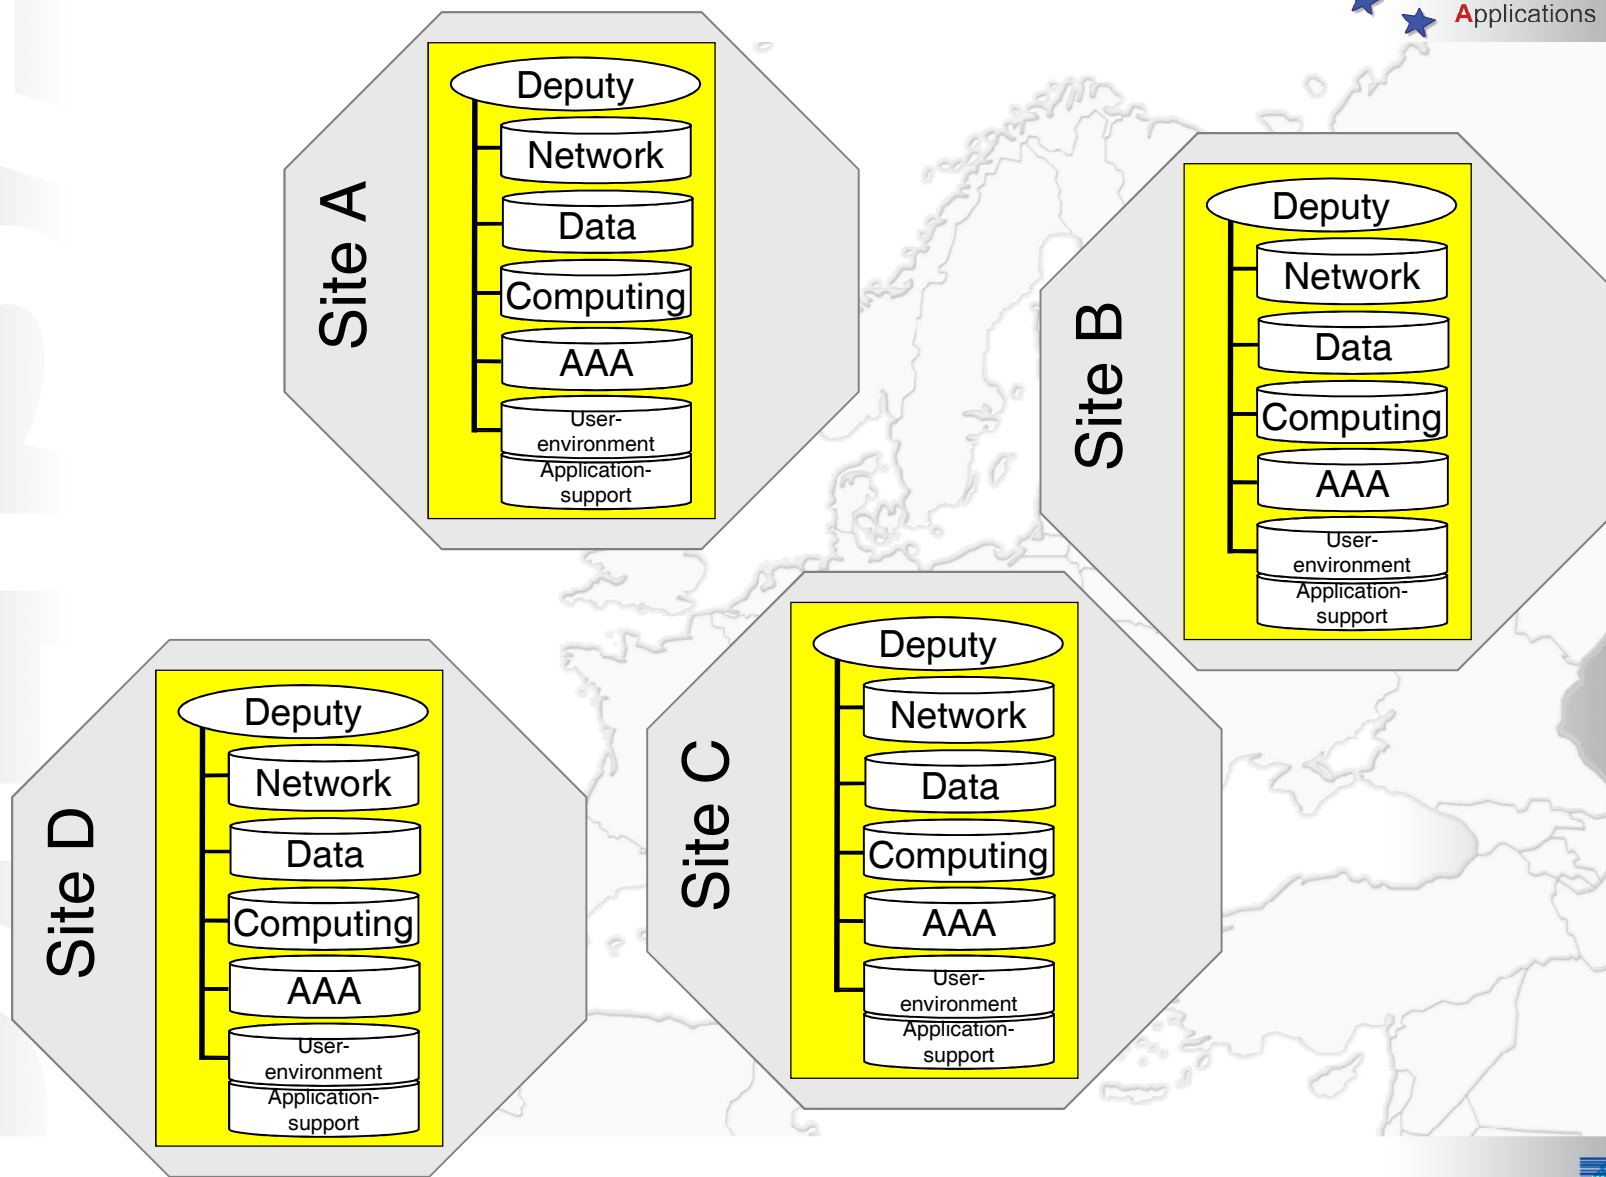 Applications
Site A
Deputy
Network
Data
Computing
AAA
User-
environment
Application-
support
Site B
Deputy
Network
Data
Computing
AAA
User-
environment
Application-
support
Site C
Deputy
Network
Data
Computing
AAA
User-
environment
Application-
support
Site D
Deputy
Network
Data
Computing
AAA
User-
environment
Application-
support